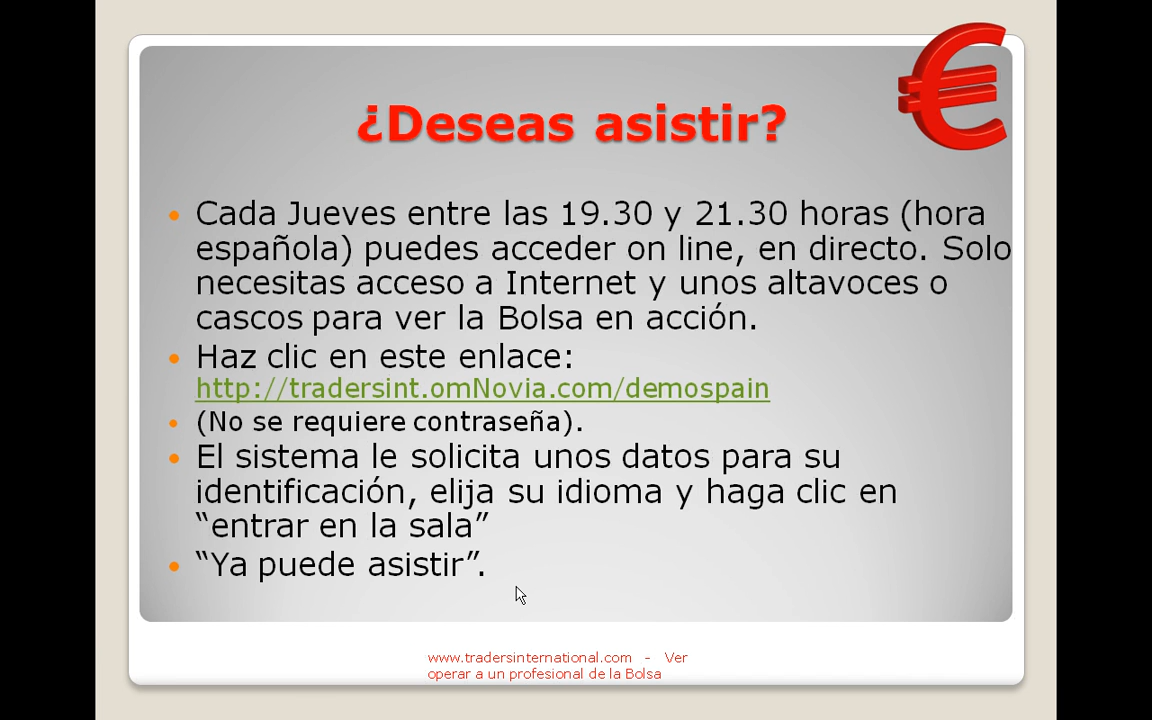 ¿Deseas asistir?
Cada Jueves entre las 19.30 y 21.30 horas (hora
española) puedes acceder on line, en directo. Solo
necesitas acceso a Internet y unos altavoces o
cascos para ver la Bolsa en acción.
Haz clic en este enlace:
http://tradersint.omNovia.com/demospain
(No se requiere contraseña).
El sistema le solicita unos datos para su
identificación, elija su idioma y haga clic en
“entrar en la sala”
“Ya puede asistir”.
www.tradersinternational.com - Ver
operar a un profesional de la Bolsa